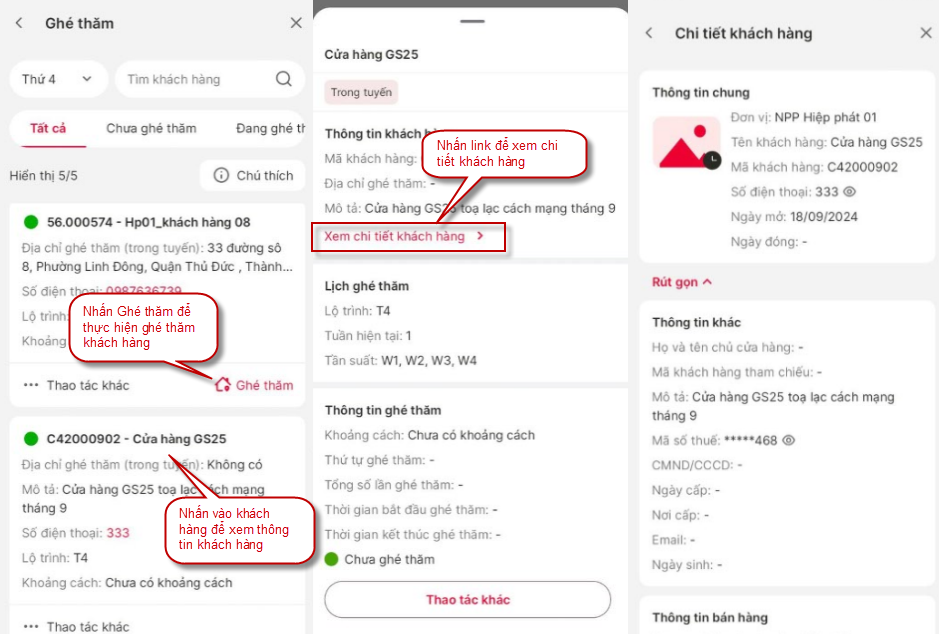 Ghé thăm
Thứ 4
Tìm khách hàng
Tất cả
Chưa ghé thăm
Đang ghé th
Hiển thị 5/5
Chú thích
56.000574 - Hp01_khách hàng 08
Địa chỉ ghé thăm (trong tuyến): 33 đường số
8, Phường Linh Đông, Quận Thủ Đức , Thành...
Số điện thoại: 0987636739
Lộ trình:
Khoảng
Nhấn Ghé thăm để
thực hiện ghé thăm
khách hàng
Thao tác khác
Ghé thăm
C42000902 - Cửa hàng GS25
Địa chỉ ghé thăm (trong tuyến): Không có
Mô tả: Cửa hàng GS25 toạ lạc cách mạng
tháng 9
Số điện thoại: 333
Lộ trình: T4
Khoảng cách: Chưa có khoảng cách
Nhấn vào khách
hàng để xem thông
tin khách hàng
Thao tác khác
Cửa hàng GS25
Trong tuyến
Thông tin khách h
Mã khách hàng:
Địa chỉ ghé thăm: -
Mô tả: Cửa hàng GS25 toạ lạc cách mạng tháng 9
Nhấn link để xem chi
tiết khách hàng
Xem chi tiết khách hàng
Lịch ghé thăm
Lộ trình: T4
Tuần hiện tại: 1
Tần suất: W1, W2, W3, W4
Thông tin ghé thăm
Khoảng cách: Chưa có khoảng cách
Thứ tự ghé thăm: -
Tổng số lần ghé thăm: -
Thời gian bắt đầu ghé thăm: -
Thời gian kết thúc ghé thăm: -
Chưa ghé thăm
Thao tác khác
Chi tiết khách hàng
Thông tin chung
Đơn vị: NPP Hiệp phát 01
Tên khách hàng: Cửa hàng GS25
Mã khách hàng: C42000902
Số điện thoại: 333
Ngày mở: 18/09/2024
Ngày đóng: -
Rút gọn
Thông tin khác
Họ và tên chủ cửa hàng: -
Mã khách hàng tham chiếu: -
Mô tả: Cửa hàng GS25 toạ lạc cách mạng
tháng 9
Mã số thuế: *****468
CMND/CCCD: -
Ngày cấp: -
Nơi cấp: -
Email: -
Ngày sinh: -
Thông tin bán hàng